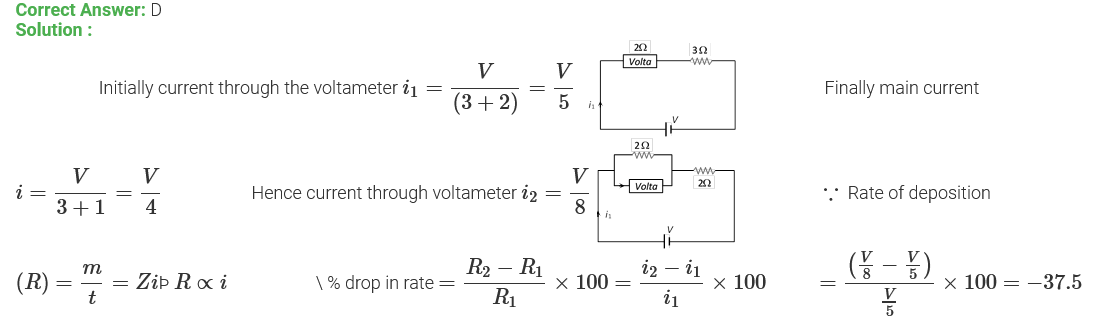 Correct Answer: D
Solution :
2Ω 3Ω
Volta
Initially current through the voltameter i₁ = V/(3 + 2) = V/5 i₁ V Finally main current
2Ω
i = V/(3 + 1) = V/4 Hence current through voltameter i₂ = V/8 Volta 2Ω ∵ Rate of deposition
i₁
V
(R) = m/t = ZiÞ R ∝ i \ % drop in rate = (R₂ − R₁)/R₁ × 100 = (i₂ − i₁)/i₁ × 100 = (V/8 − V/5)/(V/5) × 100 = −37.5